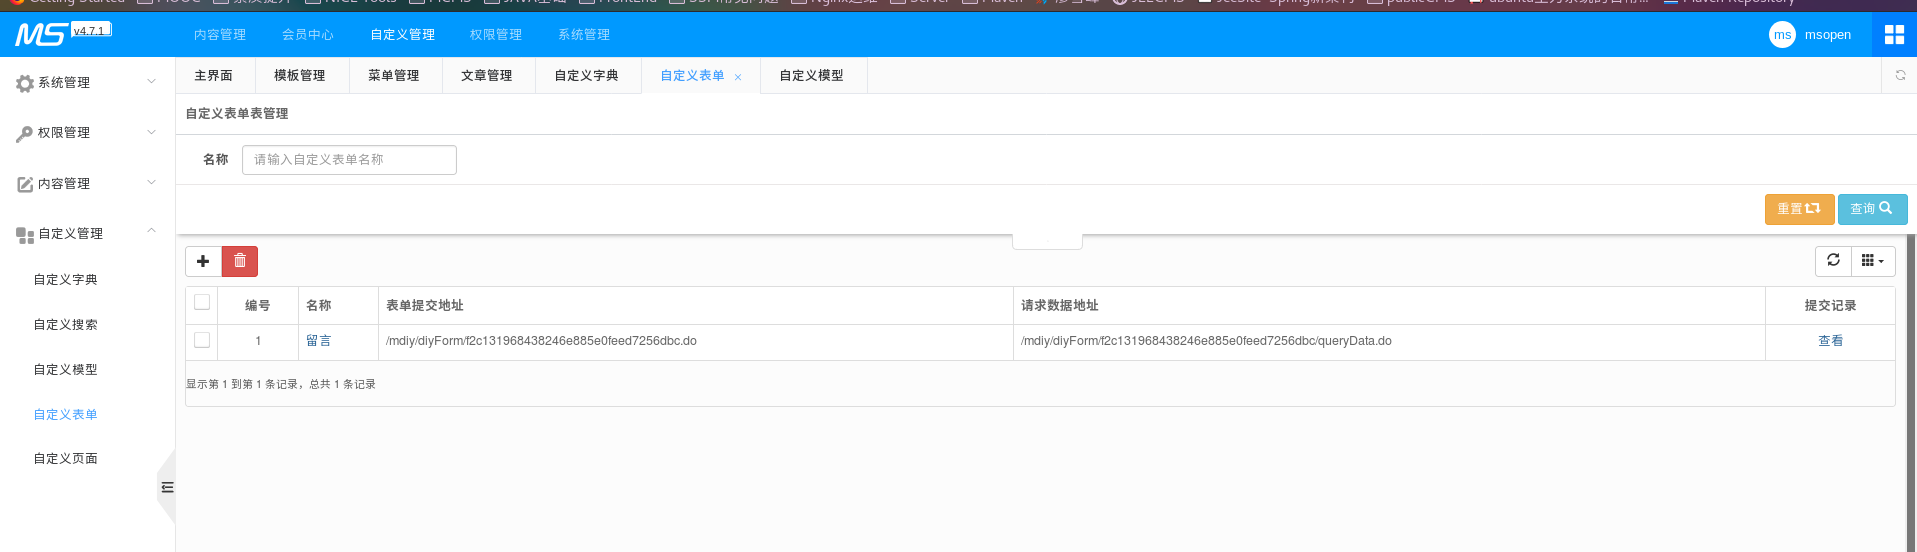 MS v4.7.1 内容管理 会员中心 自定义管理 权限管理 系统管理 ms msopen
系统管理
权限管理
内容管理
自定义管理
自定义字典
自定义搜索
自定义模型
自定义表单
自定义页面
主界面 模板管理 菜单管理 文章管理 自定义字典 自定义表单 × 自定义模型
自定义表单表管理
名称 请输入自定义表单名称
重置 查询
编号 名称 表单提交地址 请求数据地址 提交记录
1 留言 /mdiy/diyForm/f2c131968438246e885e0feed7256dbc.do /mdiy/diyForm/f2c131968438246e885e0feed7256dbc/queryData.do 查看
显示第 1 到第 1 条记录，总共 1 条记录